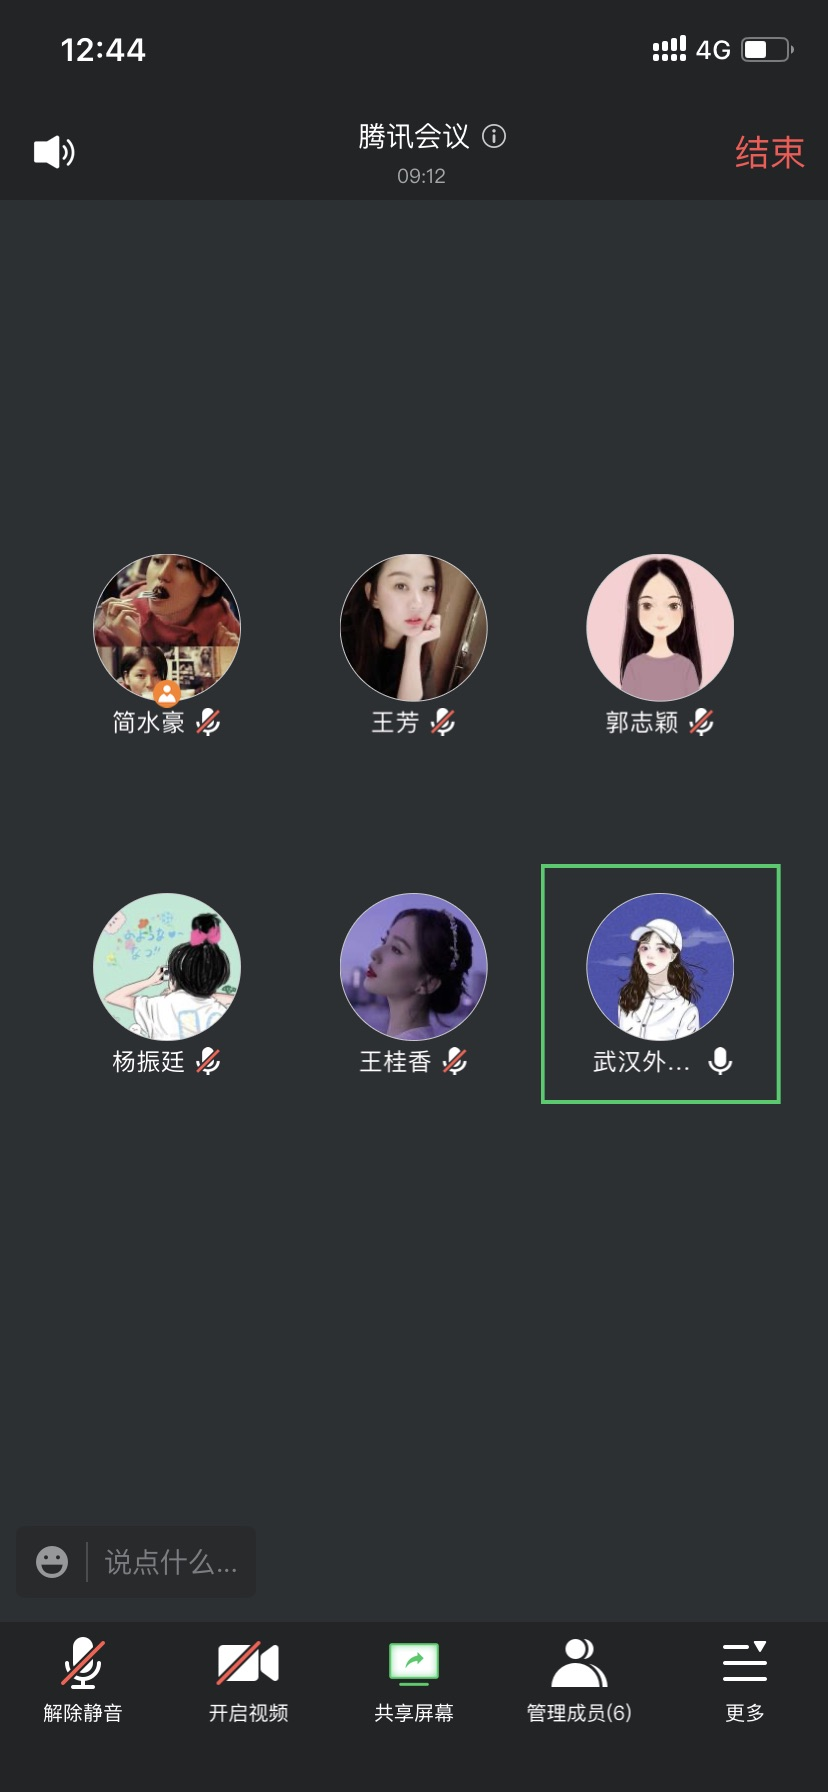 12:44
4G
腾讯会议
09:12
结束
简水豪
王芳
郭志颖
杨振廷
王桂香
武汉外...
说点什么...
解除静音
开启视频
共享屏幕
管理成员(6)
更多